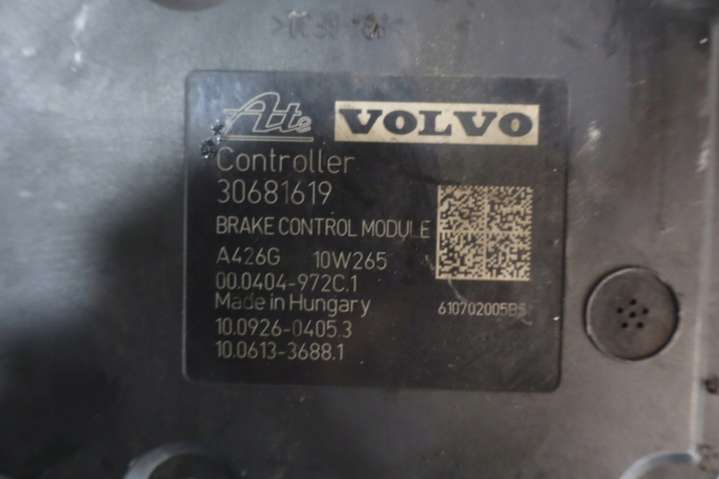 Ate VOLVO
Controller
30681619
BRAKE CONTROL MODULE
A426G 10W265
00.0404-972C.1
Made in Hungary
610702005B5
10.0926-0405.3
10.0613-3688.1